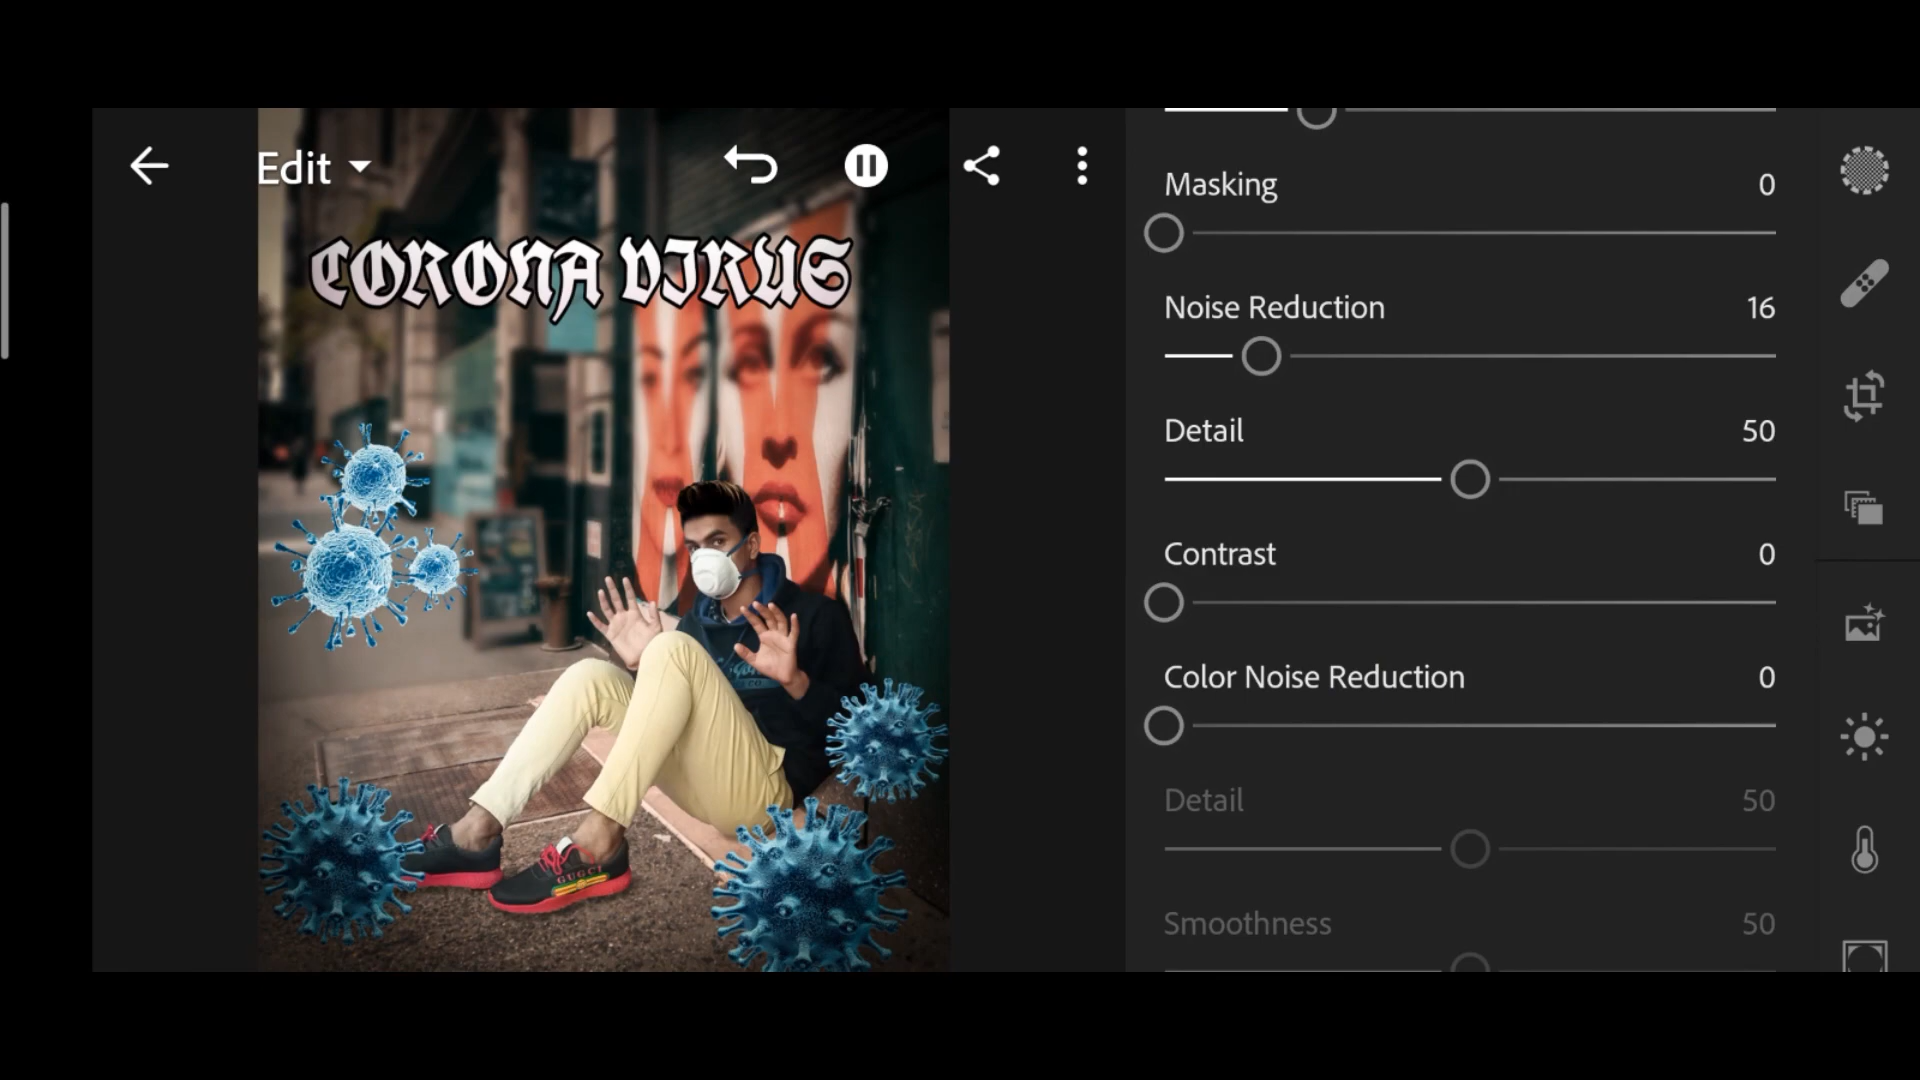 Edit
CORONA VIRUS
GUCCI
Masking 0
Noise Reduction 16
Detail 50
Contrast 0
Color Noise Reduction 0
Detail 50
Smoothness 50